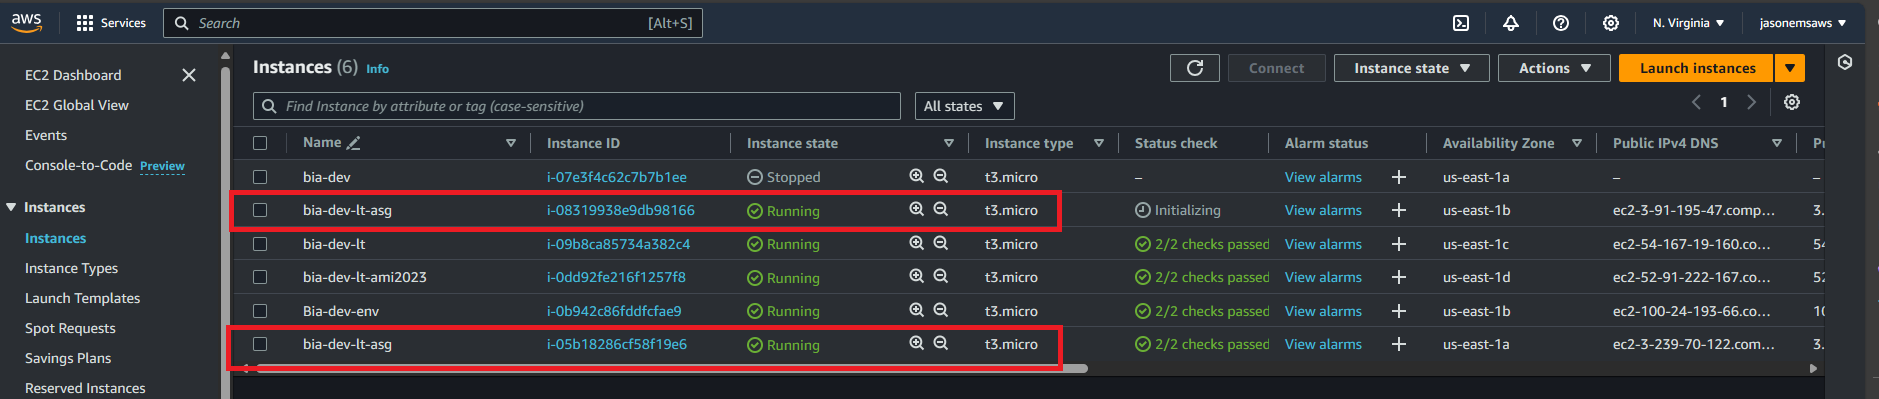 aws Services Search [Alt+S] N. Virginia jasonemsaws
EC2 Dashboard
EC2 Global View
Events
Console-to-Code Preview
Instances
Instances
Instance Types
Launch Templates
Spot Requests
Savings Plans
Reserved Instances
Instances (6) Info Connect Instance state Actions Launch instances
Find Instance by attribute or tag (case-sensitive) All states 1
Name Instance ID Instance state Instance type Status check Alarm status Availability Zone Public IPv4 DNS Pu
bia-dev i-07e3f4c62c7b7b1ee Stopped t3.micro – View alarms + us-east-1a – –
bia-dev-lt-asg i-08319938e9db98166 Running t3.micro Initializing View alarms + us-east-1b ec2-3-91-195-47.comp... 3.
bia-dev-lt i-09b8ca85734a382c4 Running t3.micro 2/2 checks passed View alarms + us-east-1c ec2-54-167-19-160.co... 54
bia-dev-lt-ami2023 i-0dd92fe216f1257f8 Running t3.micro 2/2 checks passed View alarms + us-east-1d ec2-52-91-222-167.co... 52
Bia-dev-env i-0b942c86fddfcfae9 Running t3.micro 2/2 checks passed View alarms + us-east-1b ec2-100-24-193-66.co... 10
bia-dev-lt-asg i-05b18286cf58f19e6 Running t3.micro 2/2 checks passed View alarms + us-east-1a ec2-3-239-70-122.com... 3.